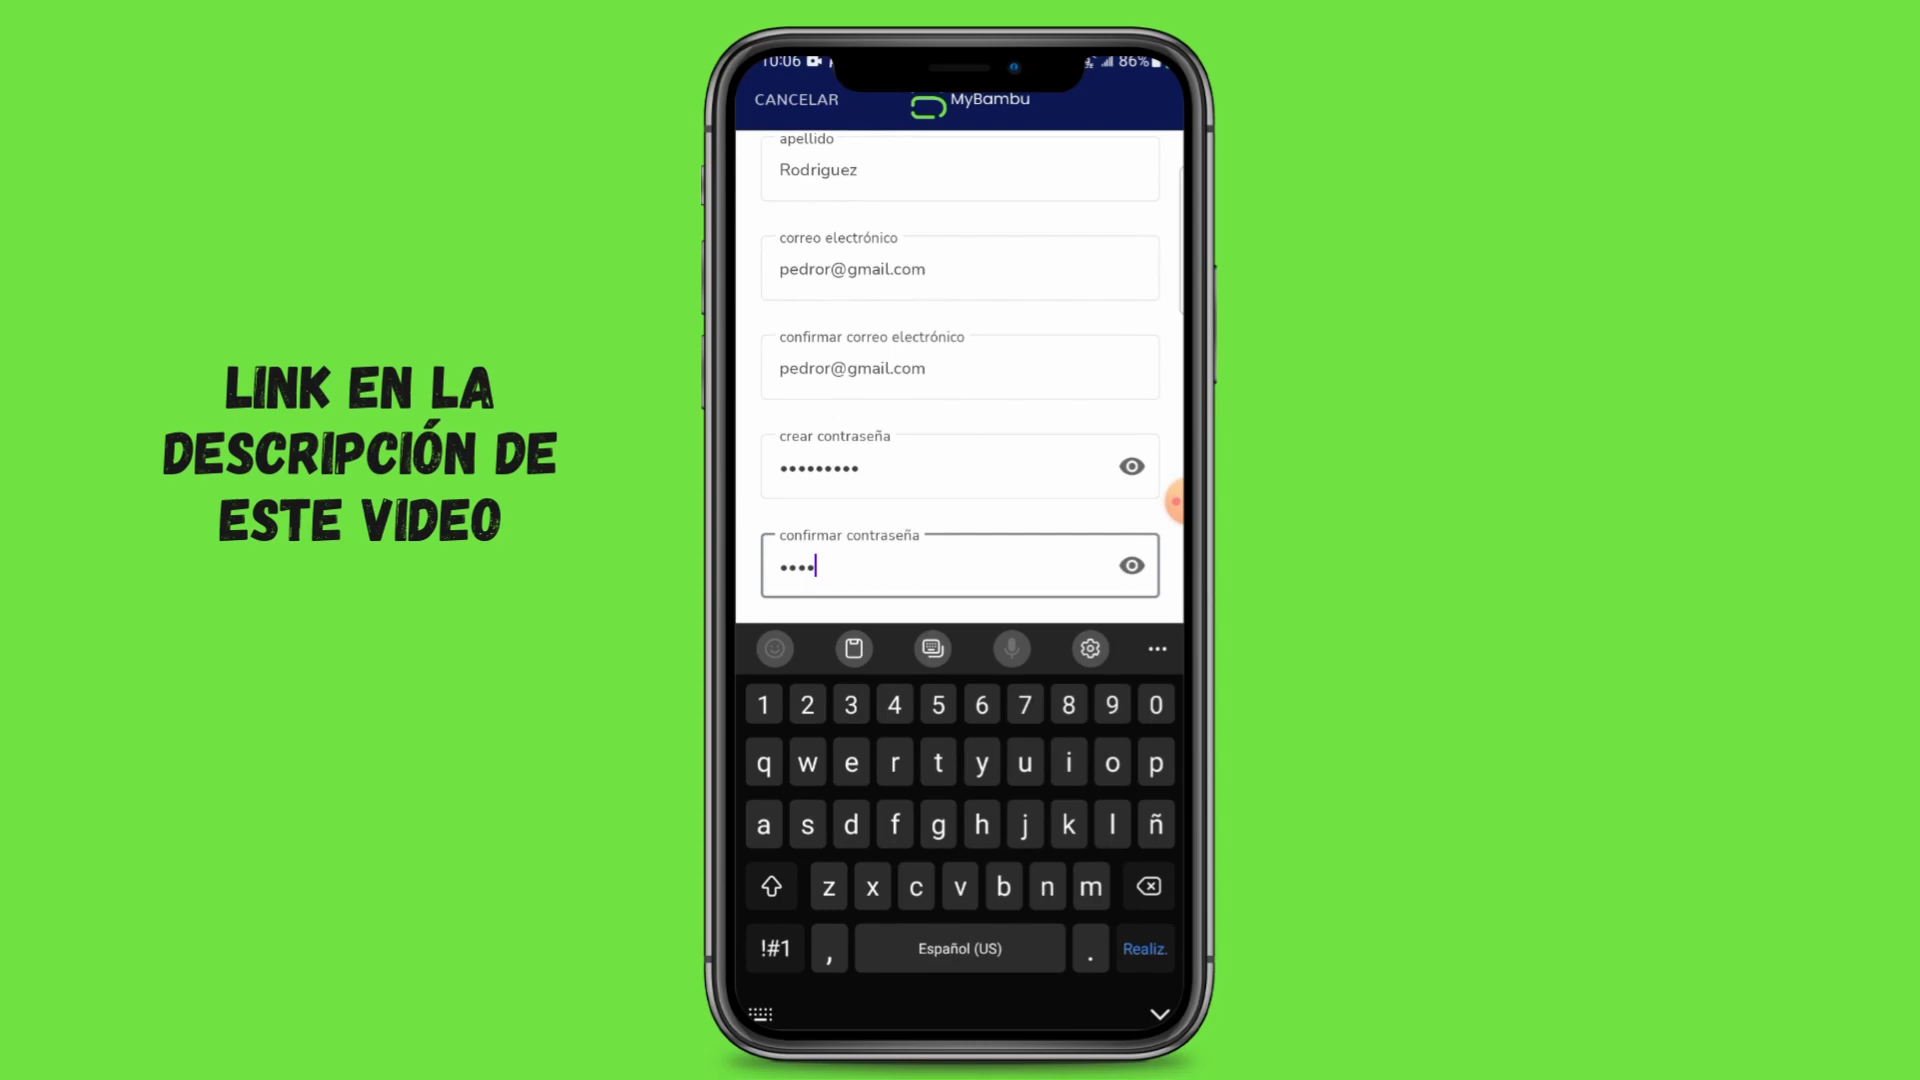 LINK EN LA
DESCRIPCIÓN DE
ESTE VIDEO
10:06
86%
CANCELAR
MyBambu
apellido
Rodriguez
correo electrónico
pedror@gmail.com
confirmar correo electrónico
pedror@gmail.com
crear contraseña
•••••••••
confirmar contraseña
••••
1 2 3 4 5 6 7 8 9 0
q w e r t y u i o p
a s d f g h j k l ñ
z x c v b n m
!#1 , Español (US) . Realiz.